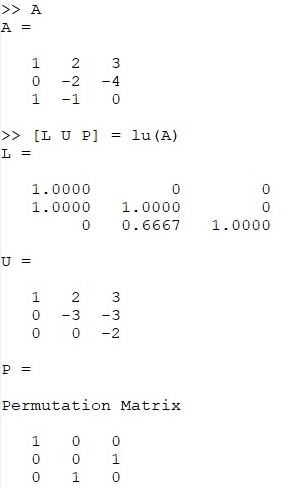 >> A
A =
1 2 3
0 -2 -4
1 -1 0
>> [L U P] = lu(A)
L =
1.0000 0 0
1.0000 1.0000 0
0 0.6667 1.0000
U =
1 2 3
0 -3 -3
0 0 -2
P =
Permutation Matrix
1 0 0
0 0 1
0 1 0